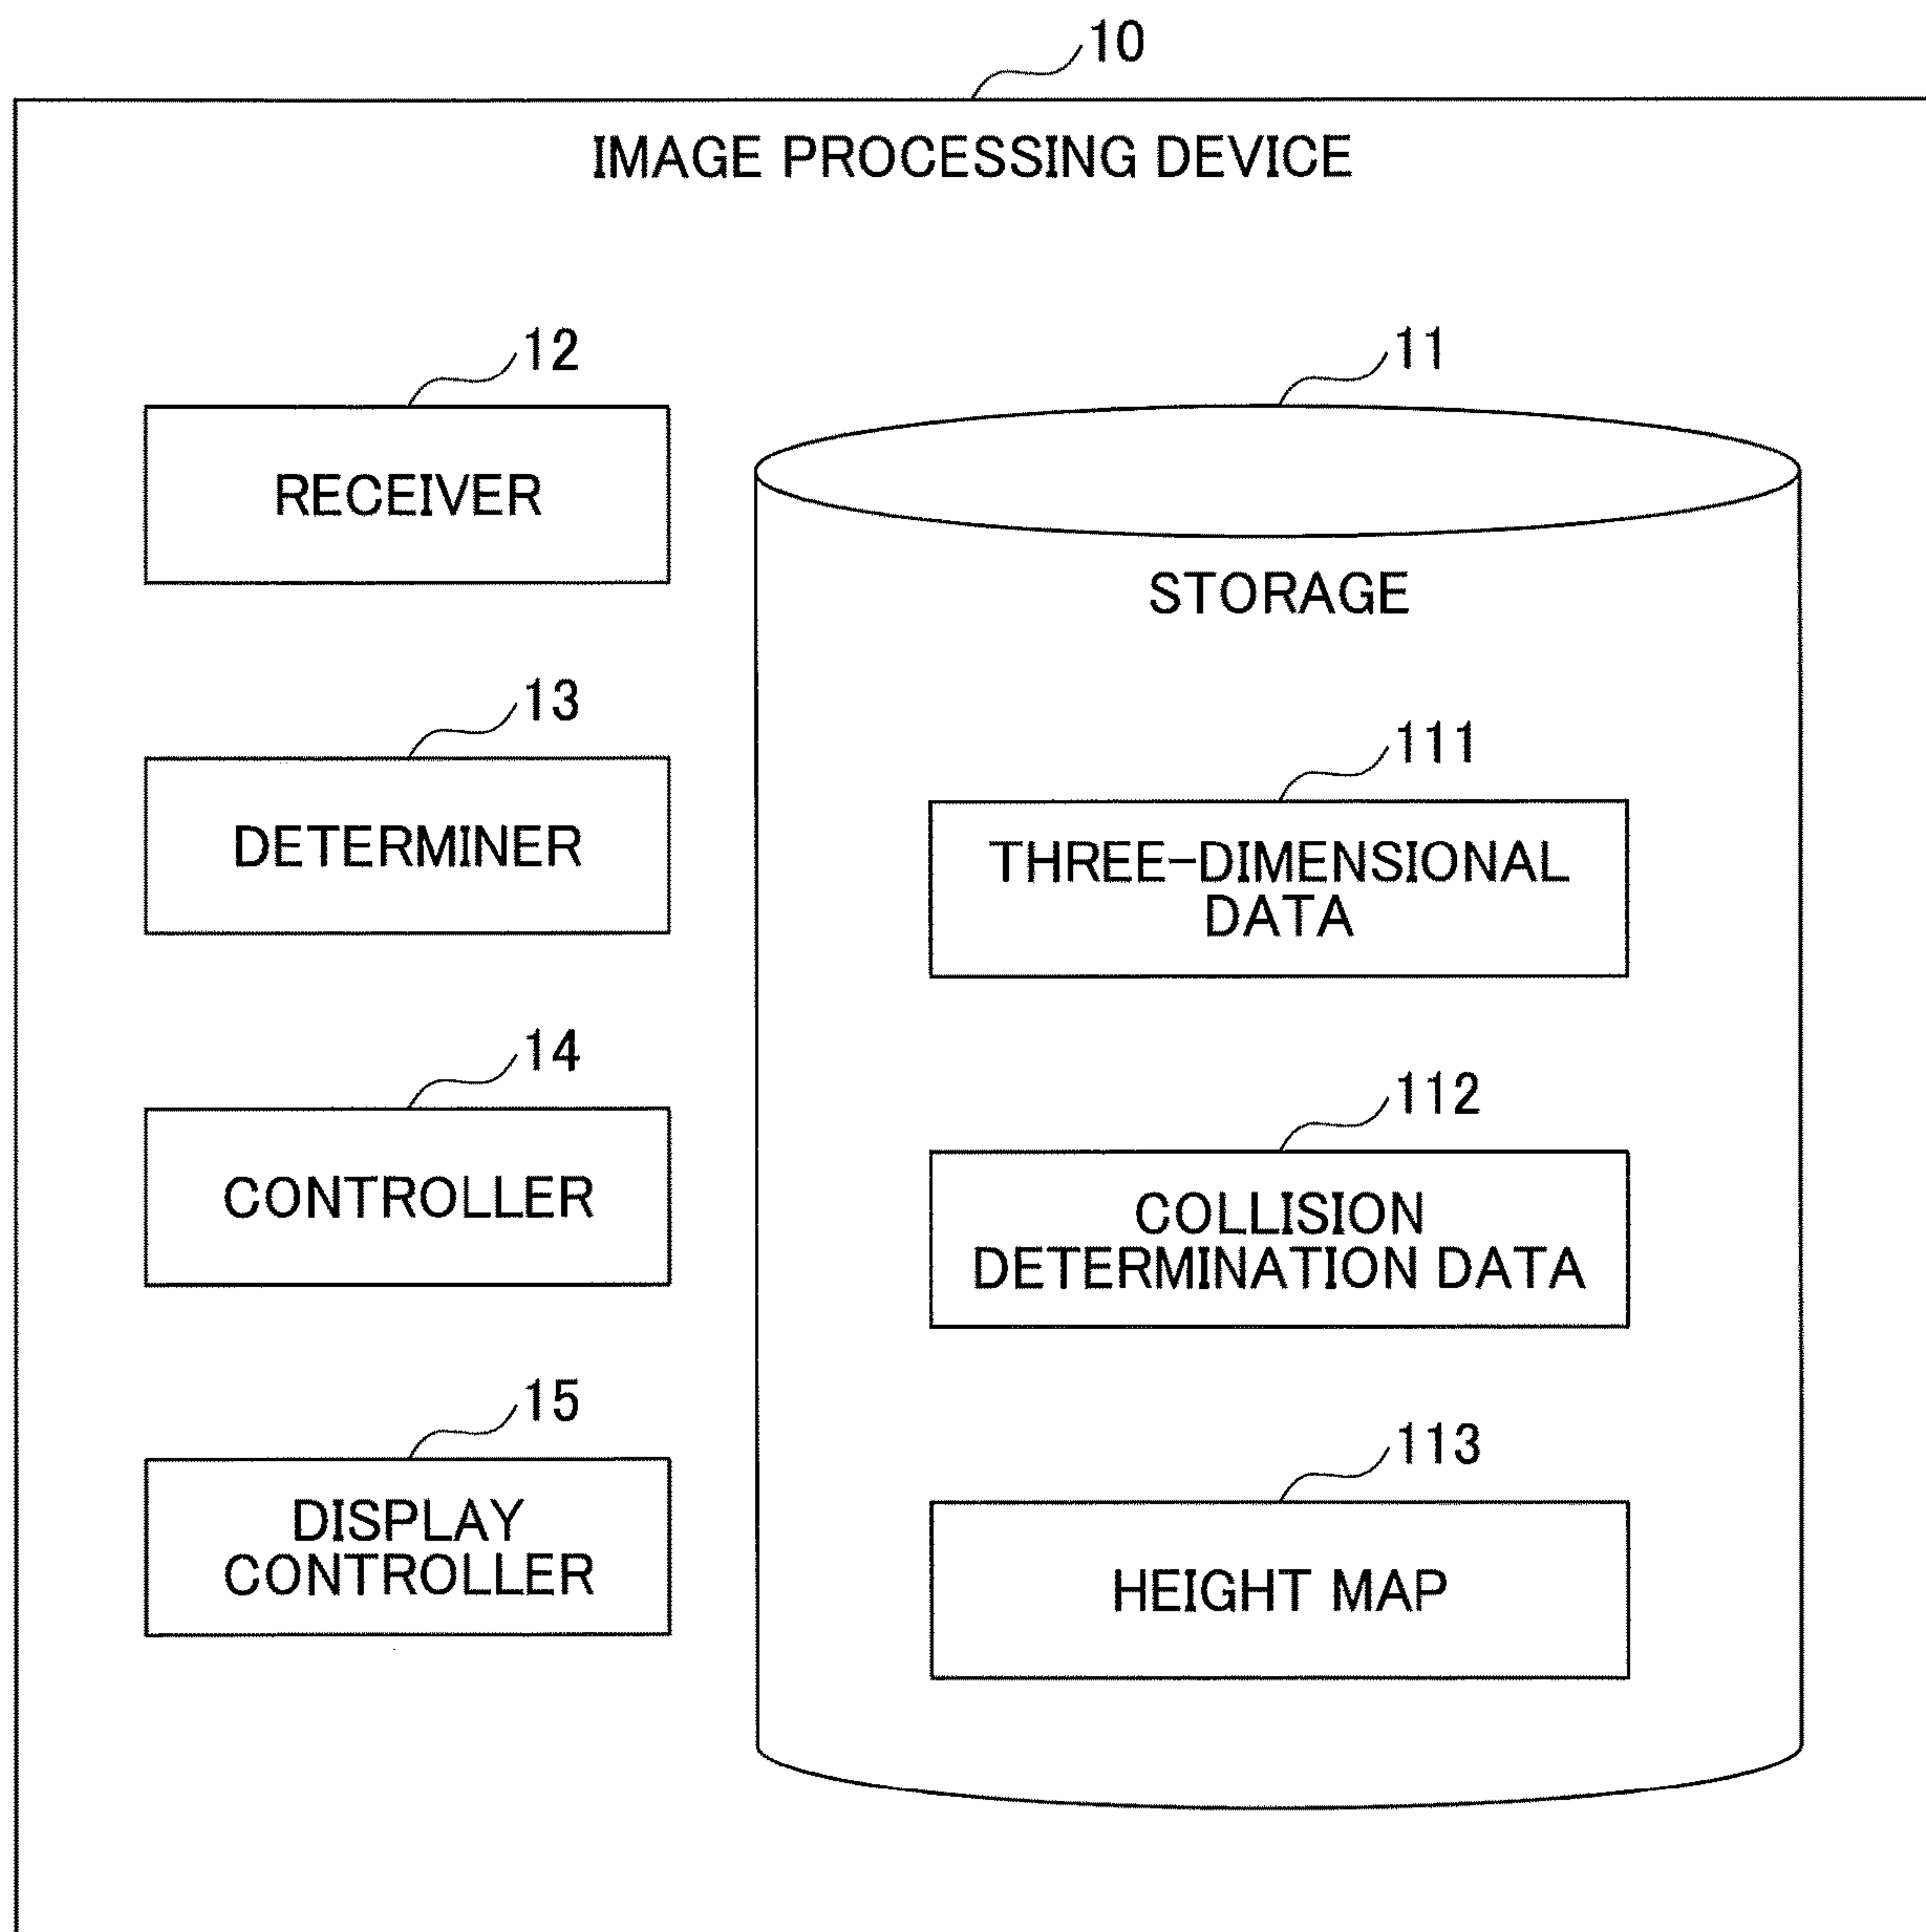 10
IMAGE PROCESSING DEVICE
12
RECEIVER
13
DETERMINER
14
CONTROLLER
15
DISPLAY
CONTROLLER
11
STORAGE
111
THREE-DIMENSIONAL
DATA
112
COLLISION
DETERMINATION DATA
113
HEIGHT MAP